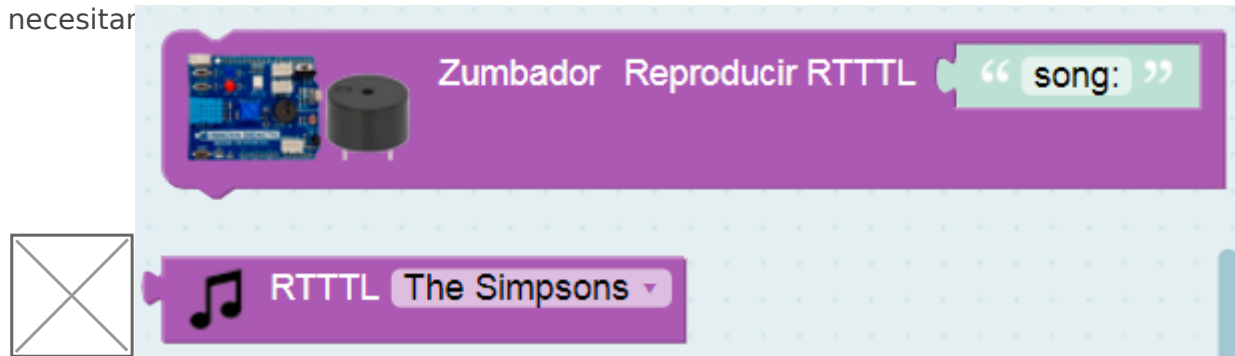 necesitar
Zumbador Reproducir RTTTL “ song: ”
RTTTL The Simpsons